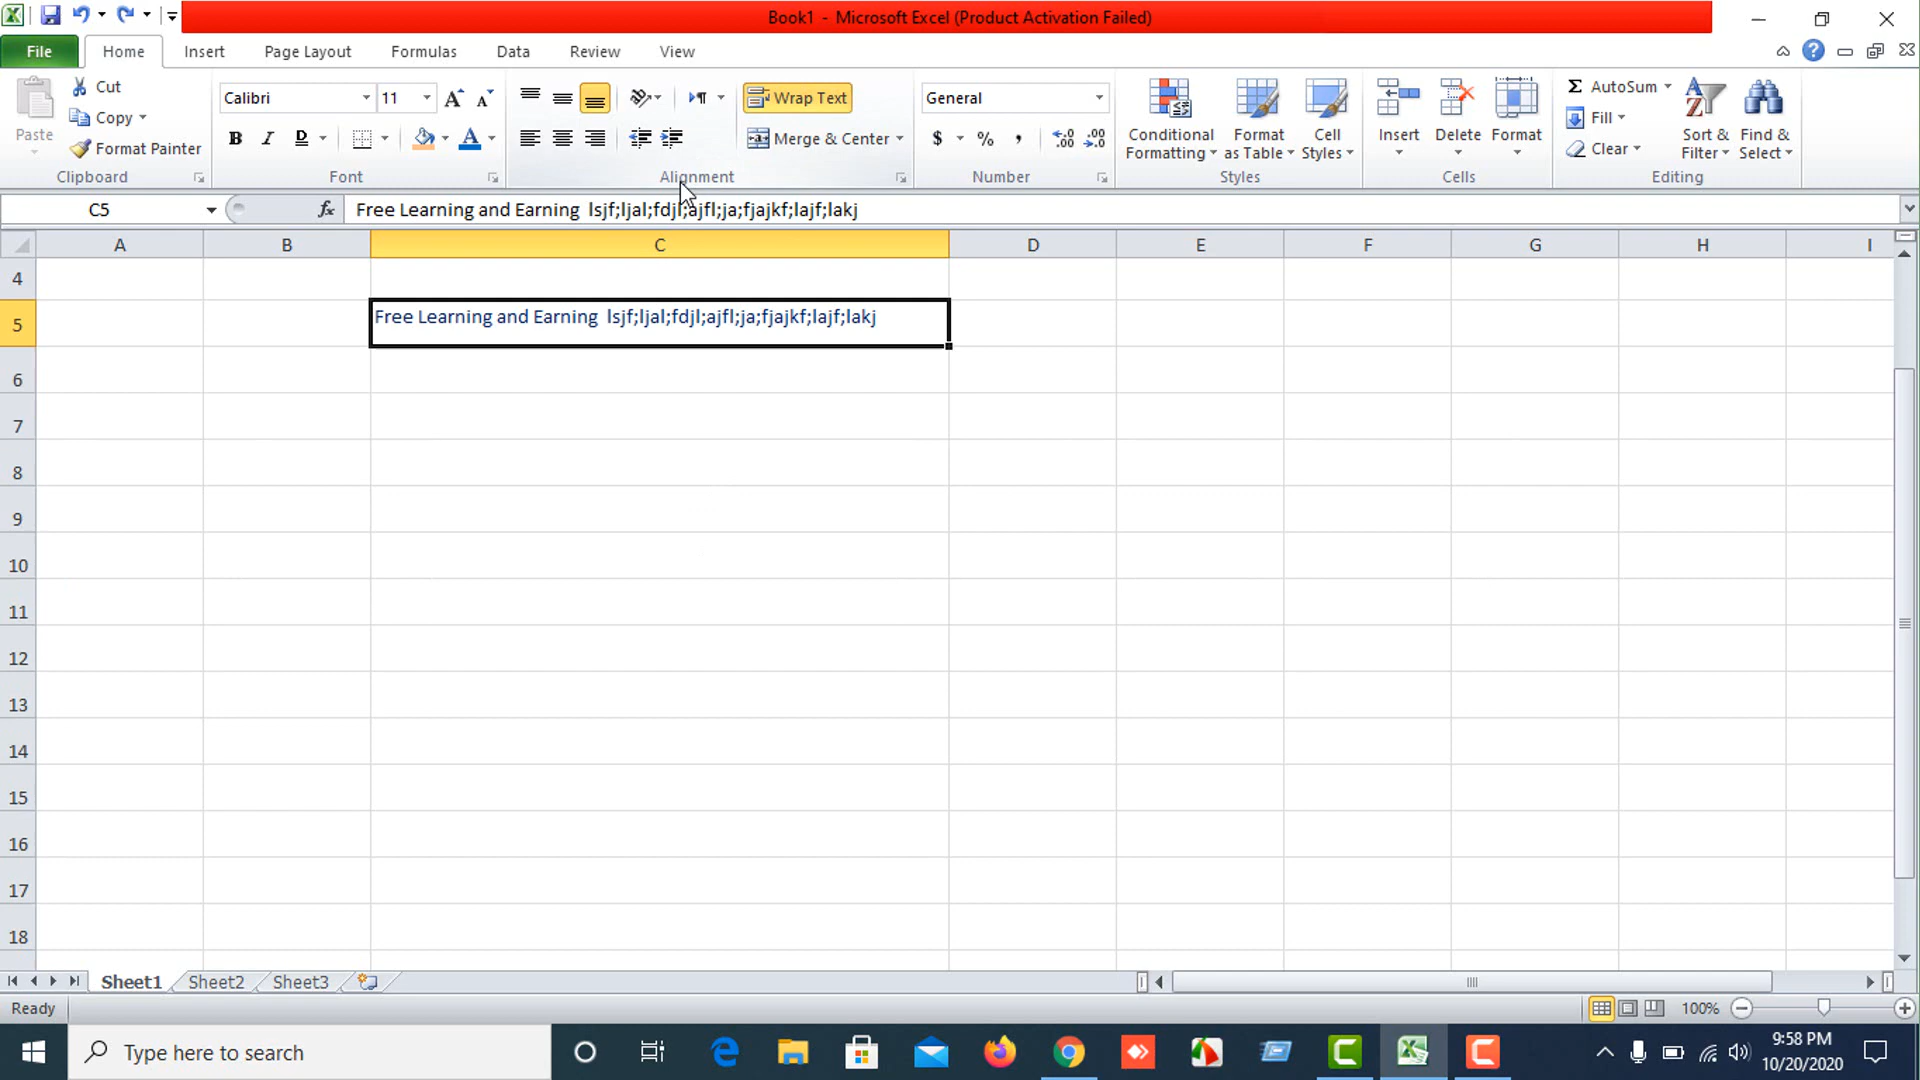 Book1 - Microsoft Excel (Product Activation Failed)
File Home Insert Page Layout Formulas Data Review View
Paste
Cut
Copy
Format Painter
Clipboard
Calibri 11
B I D A
Font
Wrap Text
Merge & Center
Alignment
General
$ % ,
Number
Conditional Formatting
Format as Table
Cell Styles
Styles
Insert Delete Format
Cells
Σ AutoSum
Fill
Clear
Sort & Filter
Find & Select
Editing
C5 fx Free Learning and Earning lsjf;ljal;fdjl;ajfl;ja;fjajkf;lajf;lakj
A B C D E F G H I
4
5 Free Learning and Earning lsjf;ljal;fdjl;ajfl;ja;fjajkf;lajf;lakj
6
7
8
9
10
11
12
13
14
15
16
17
18
Sheet1 Sheet2 Sheet3
Ready 100%
Type here to search
9:58 PM
10/20/2020